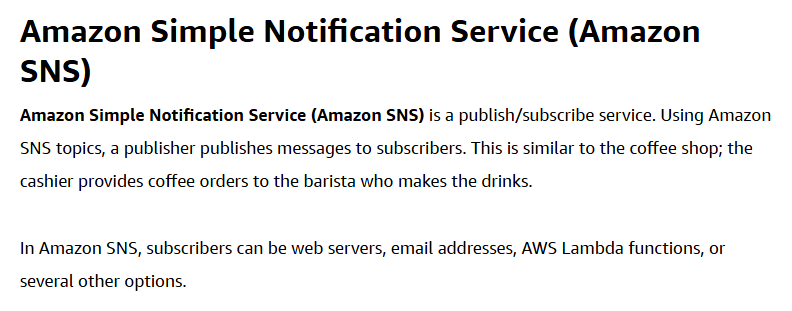 Amazon Simple Notification Service (Amazon
SNS)
Amazon Simple Notification Service (Amazon SNS) is a publish/subscribe service. Using Amazon
SNS topics, a publisher publishes messages to subscribers. This is similar to the coffee shop; the
cashier provides coffee orders to the barista who makes the drinks.
In Amazon SNS, subscribers can be web servers, email addresses, AWS Lambda functions, or
several other options.